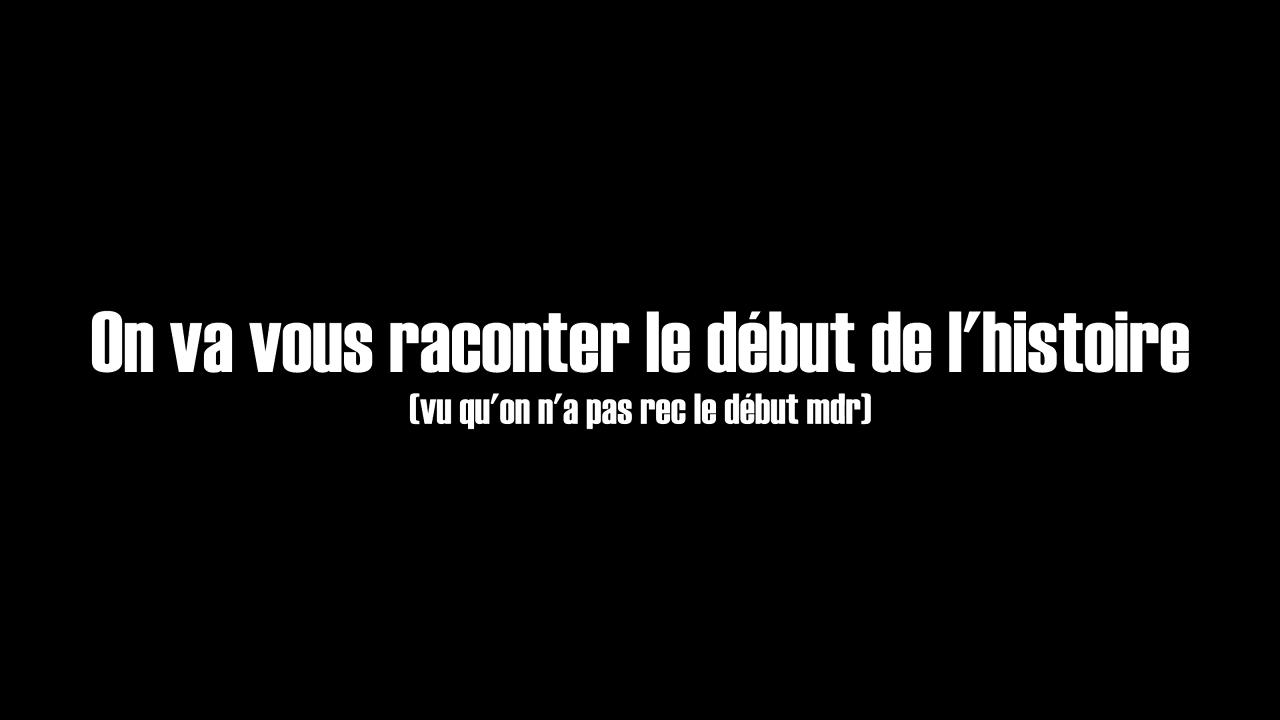 On va vous raconter le début de l'histoire
(vu qu'on n'a pas rec le début mdr)